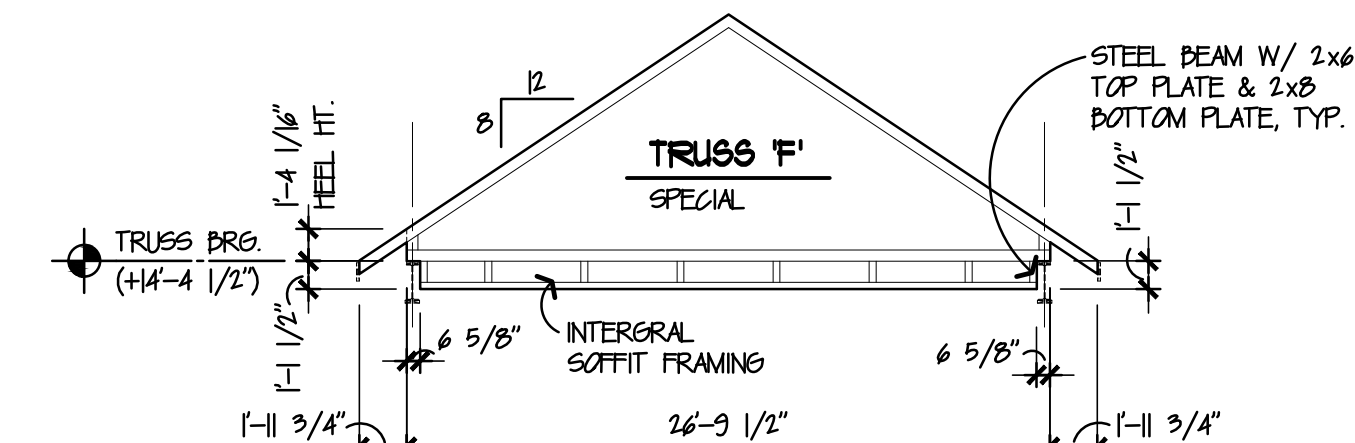 12
8
STEEL BEAM W/ 2x6
TOP PLATE & 2x8
BOTTOM PLATE, TYP.
1'-4 1/16"
HEEL HT.
TRUSS 'F'
SPECIAL
1'-1 1/2"
TRUSS BRG.
(+14'-4 1/2")
1'-1 1/2"
6 5/8"
INTERGRAL
SOFFIT FRAMING
6 5/8"
1'-11 3/4"
26'-9 1/2"
1'-11 3/4"